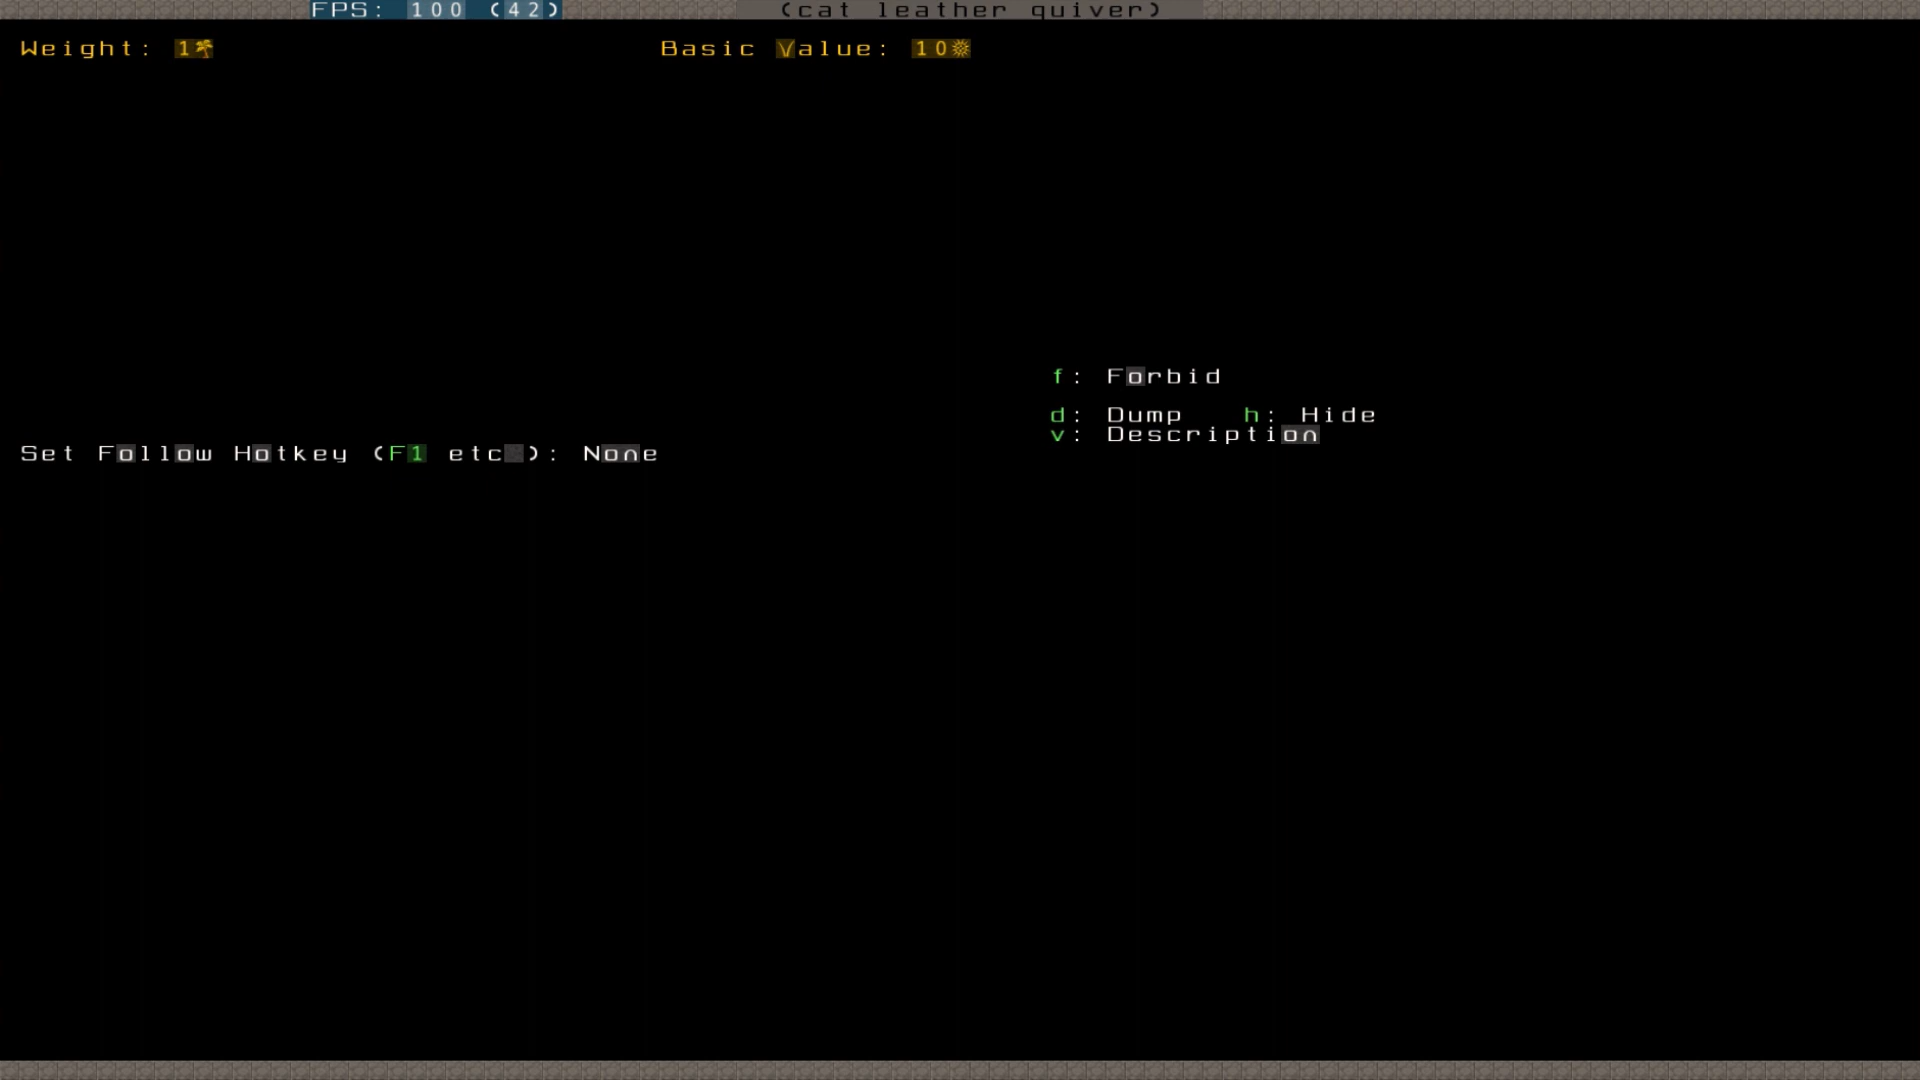 FPS: 100 (42) (cat leather quiver)
Weight: 1 Basic Value: 10☼
f: Forbid
d: Dump h: Hide
v: Description
Set Follow Hotkey (F1 etc ): None